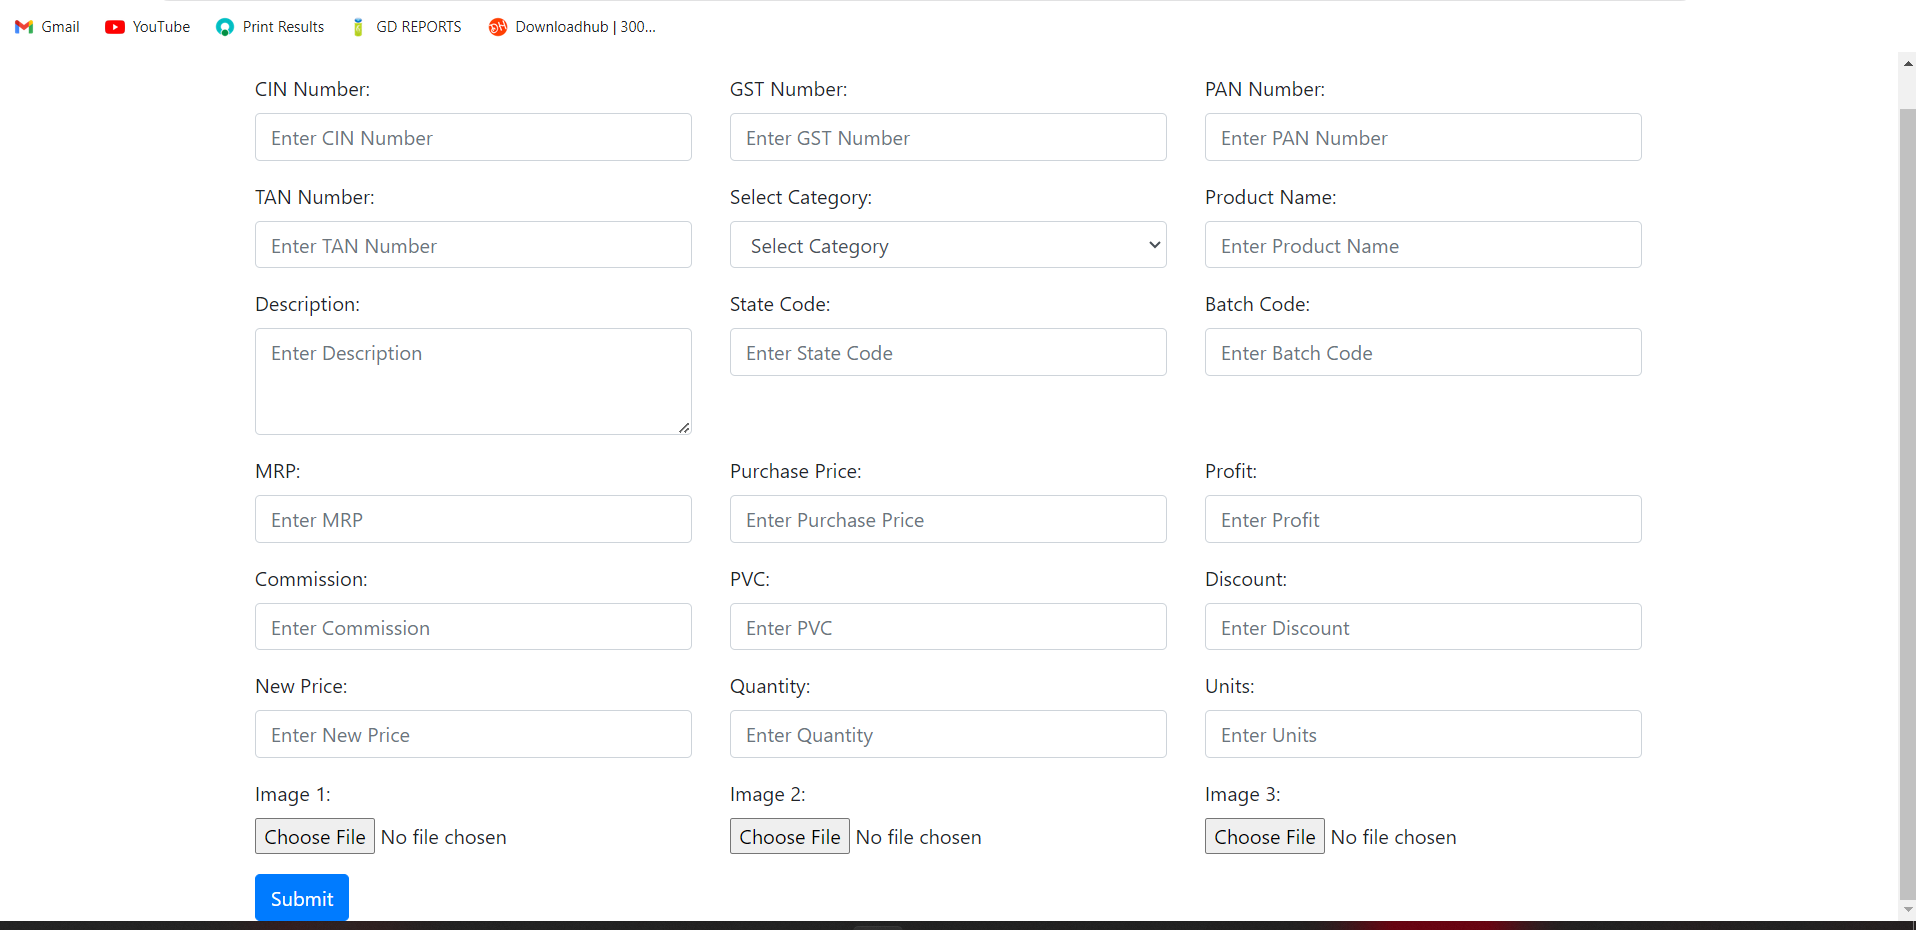 Gmail YouTube Print Results GD REPORTS Downloadhub | 300...
CIN Number: GST Number: PAN Number:
Enter CIN Number Enter GST Number Enter PAN Number
TAN Number: Select Category: Product Name:
Enter TAN Number Select Category Enter Product Name
Description: State Code: Batch Code:
Enter Description Enter State Code Enter Batch Code
MRP: Purchase Price: Profit:
Enter MRP Enter Purchase Price Enter Profit
Commission: PVC: Discount:
Enter Commission Enter PVC Enter Discount
New Price: Quantity: Units:
Enter New Price Enter Quantity Enter Units
Image 1: Image 2: Image 3:
Choose File No file chosen Choose File No file chosen Choose File No file chosen
Submit